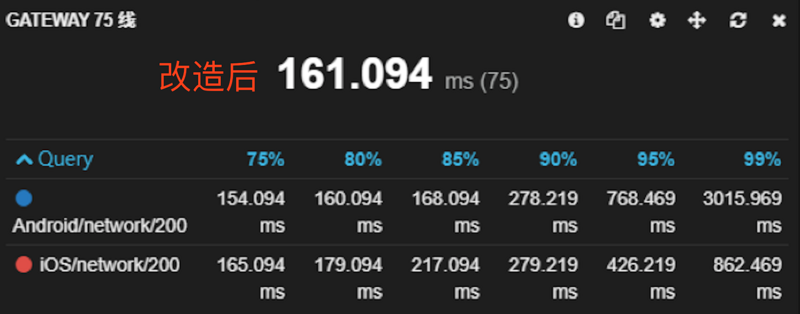 GATEWAY 75 线
改造后 161.094 ms (75)
Query 75% 80% 85% 90% 95% 99%
154.094 160.094 168.094 278.219 768.469 3015.969
Android/network/200 ms ms ms ms ms ms
iOS/network/200 165.094 179.094 217.094 279.219 426.219 862.469
ms ms ms ms ms ms